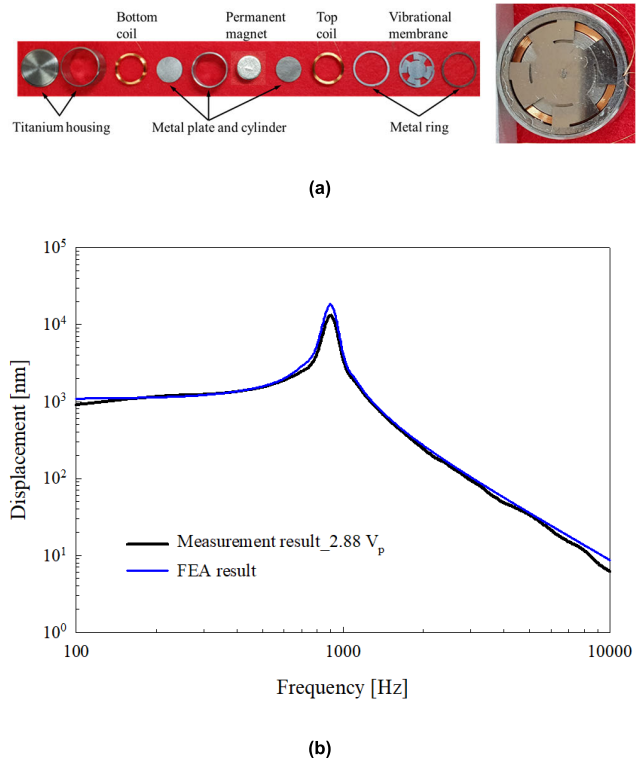 Bottom coil
Permanent magnet
Top coil
Vibrational membrane
Titanium housing
Metal plate and cylinder
Metal ring
(a)
10^5
10^4
10^3
10^2
10^1
10^0
Displacement [nm]
Measurement result_2.88 V_p
FEA result
100
1000
10000
Frequency [Hz]
(b)